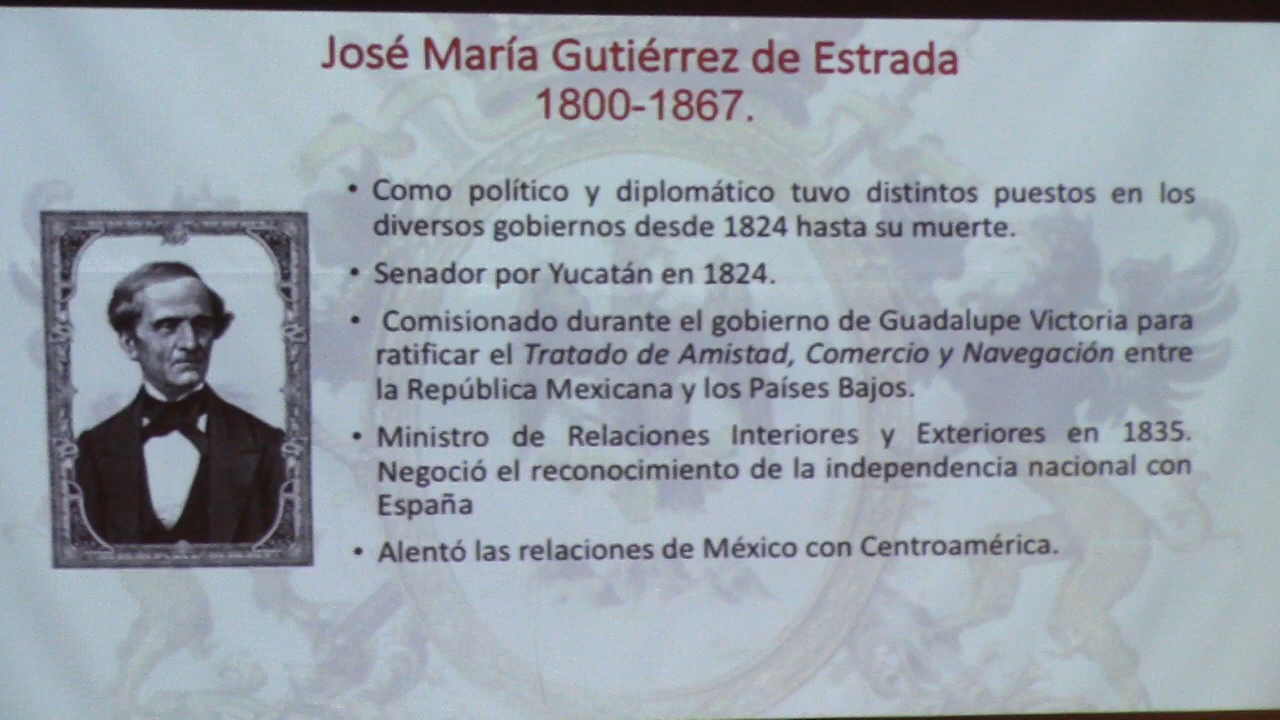 José María Gutiérrez de Estrada
1800-1867.
• Como político y diplomático tuvo distintos puestos en los
diversos gobiernos desde 1824 hasta su muerte.
• Senador por Yucatán en 1824.
• Comisionado durante el gobierno de Guadalupe Victoria para
ratificar el Tratado de Amistad, Comercio y Navegación entre
la República Mexicana y los Países Bajos.
• Ministro de Relaciones Interiores y Exteriores en 1835.
Negoció el reconocimiento de la independencia nacional con
España
• Alentó las relaciones de México con Centroamérica.